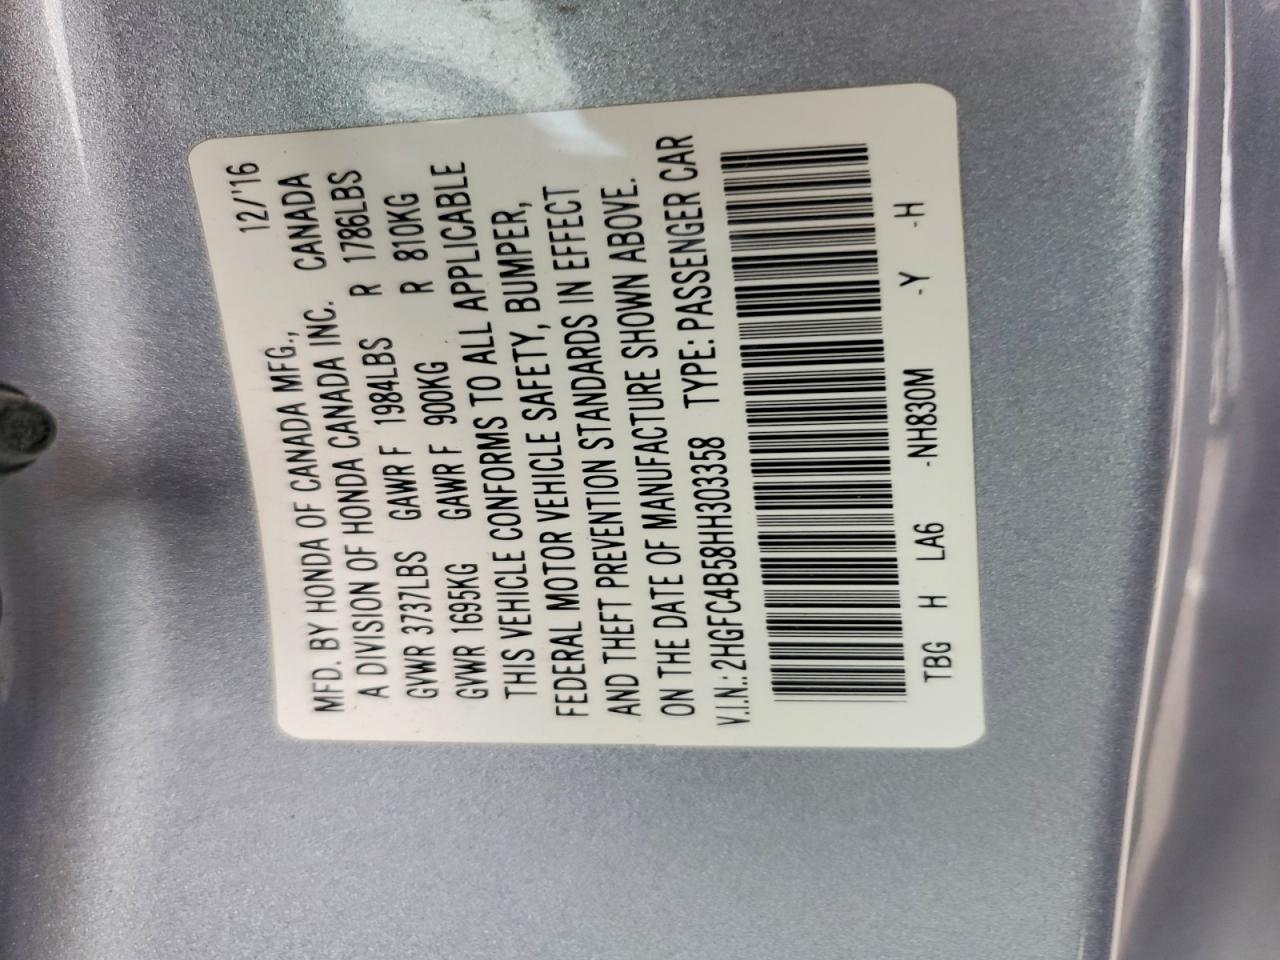 12/'16
MFD. BY HONDA OF CANADA MFG., CANADA
A DIVISION OF HONDA CANADA INC.
GVWR 3737LBS GAWR F 1984LBS R 1786LBS
GVWR 1695KG GAWR F 900KG R 810KG
THIS VEHICLE CONFORMS TO ALL APPLICABLE
FEDERAL MOTOR VEHICLE SAFETY, BUMPER,
AND THEFT PREVENTION STANDARDS IN EFFECT
ON THE DATE OF MANUFACTURE SHOWN ABOVE.
V.I.N.: 2HGFC4B58HH303358 TYPE: PASSENGER CAR
TBG H LA6 -NH830M -Y -H